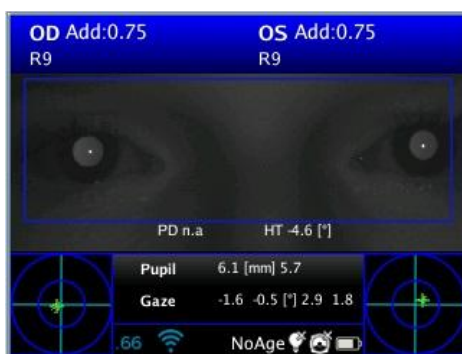 OD Add:0.75 OS Add:0.75
R9 R9
PD n.a HT -4.6 [°]
Pupil 6.1 [mm] 5.7
Gaze -1.6 -0.5 [°] 2.9 1.8
.66 NoAge